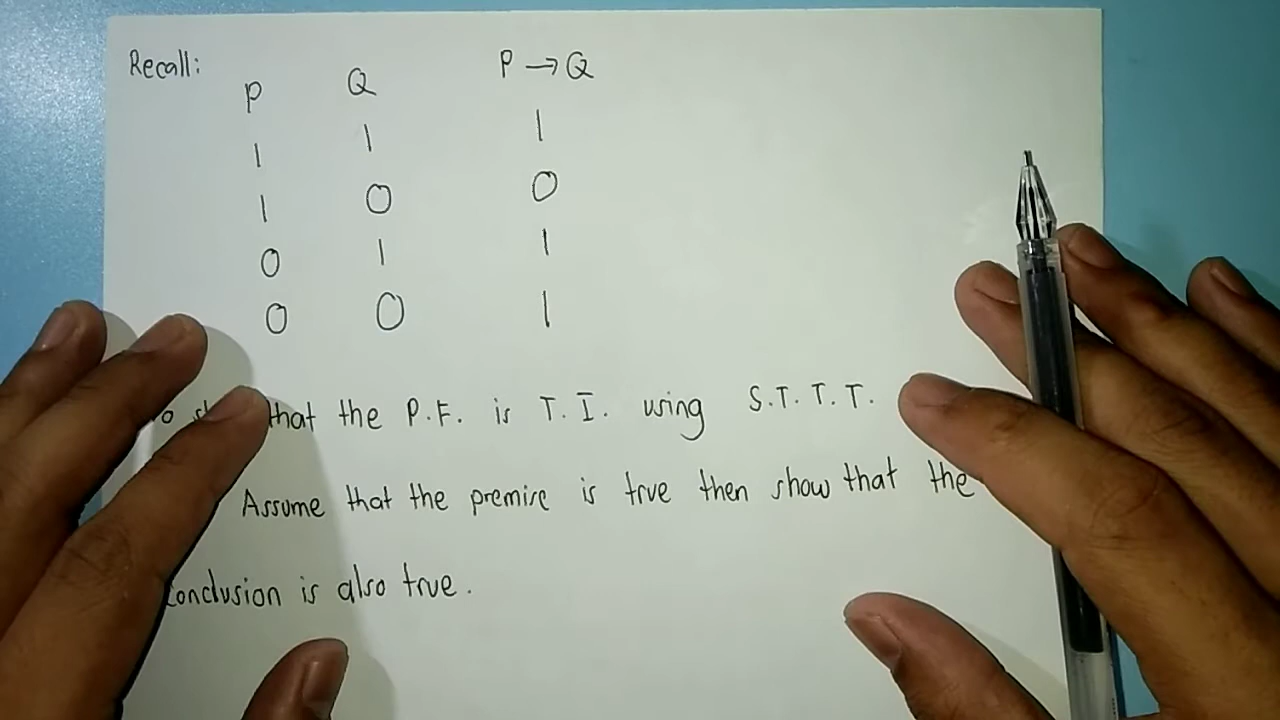 Recall:
P Q P → Q
1 1 1
1 0 0
0 1 1
0 0 1
that the P.F. is T.I. using S.T.T.T.
Assume that the premise is true then show that the
conclusion is also true.